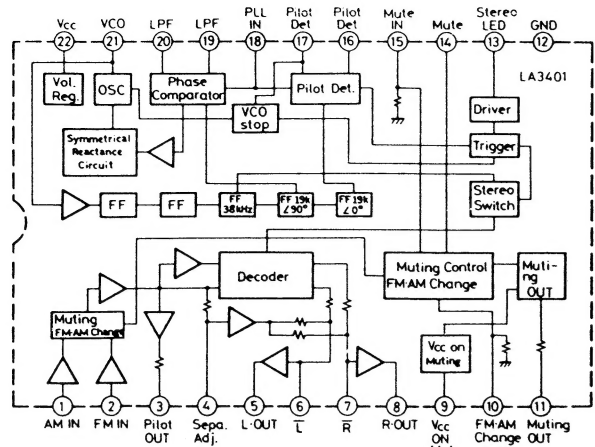 Vcc
VCO
LPF
LPF
PLL
IN
Pilot
Det
Pilot
Det
Mute
IN
Mute
Stereo
LED
GND
22
21
20
19
18
17
16
15
14
13
12
LA3401
Vol.
Reg.
OSC
Phase
Comparator
Pilot Det.
VCO
stop
Driver
Trigger
Symmetrical
Reactance
Circuit
FF
FF
FF
38kHz
FF 19k
∠90°
FF 19k
∠0°
Stereo
Switch
Decoder
Muting Control
FM·AM Change
Muti-
ng
OUT
Muting
FM·AM Change
Vcc on
Muting
1
2
3
4
5
6
7
8
9
10
11
AM IN
FM IN
Pilot
OUT
Sepa.
Adj.
L·OUT
L
R
R·OUT
Vcc
ON
FM·AM
Change
Muting OUT